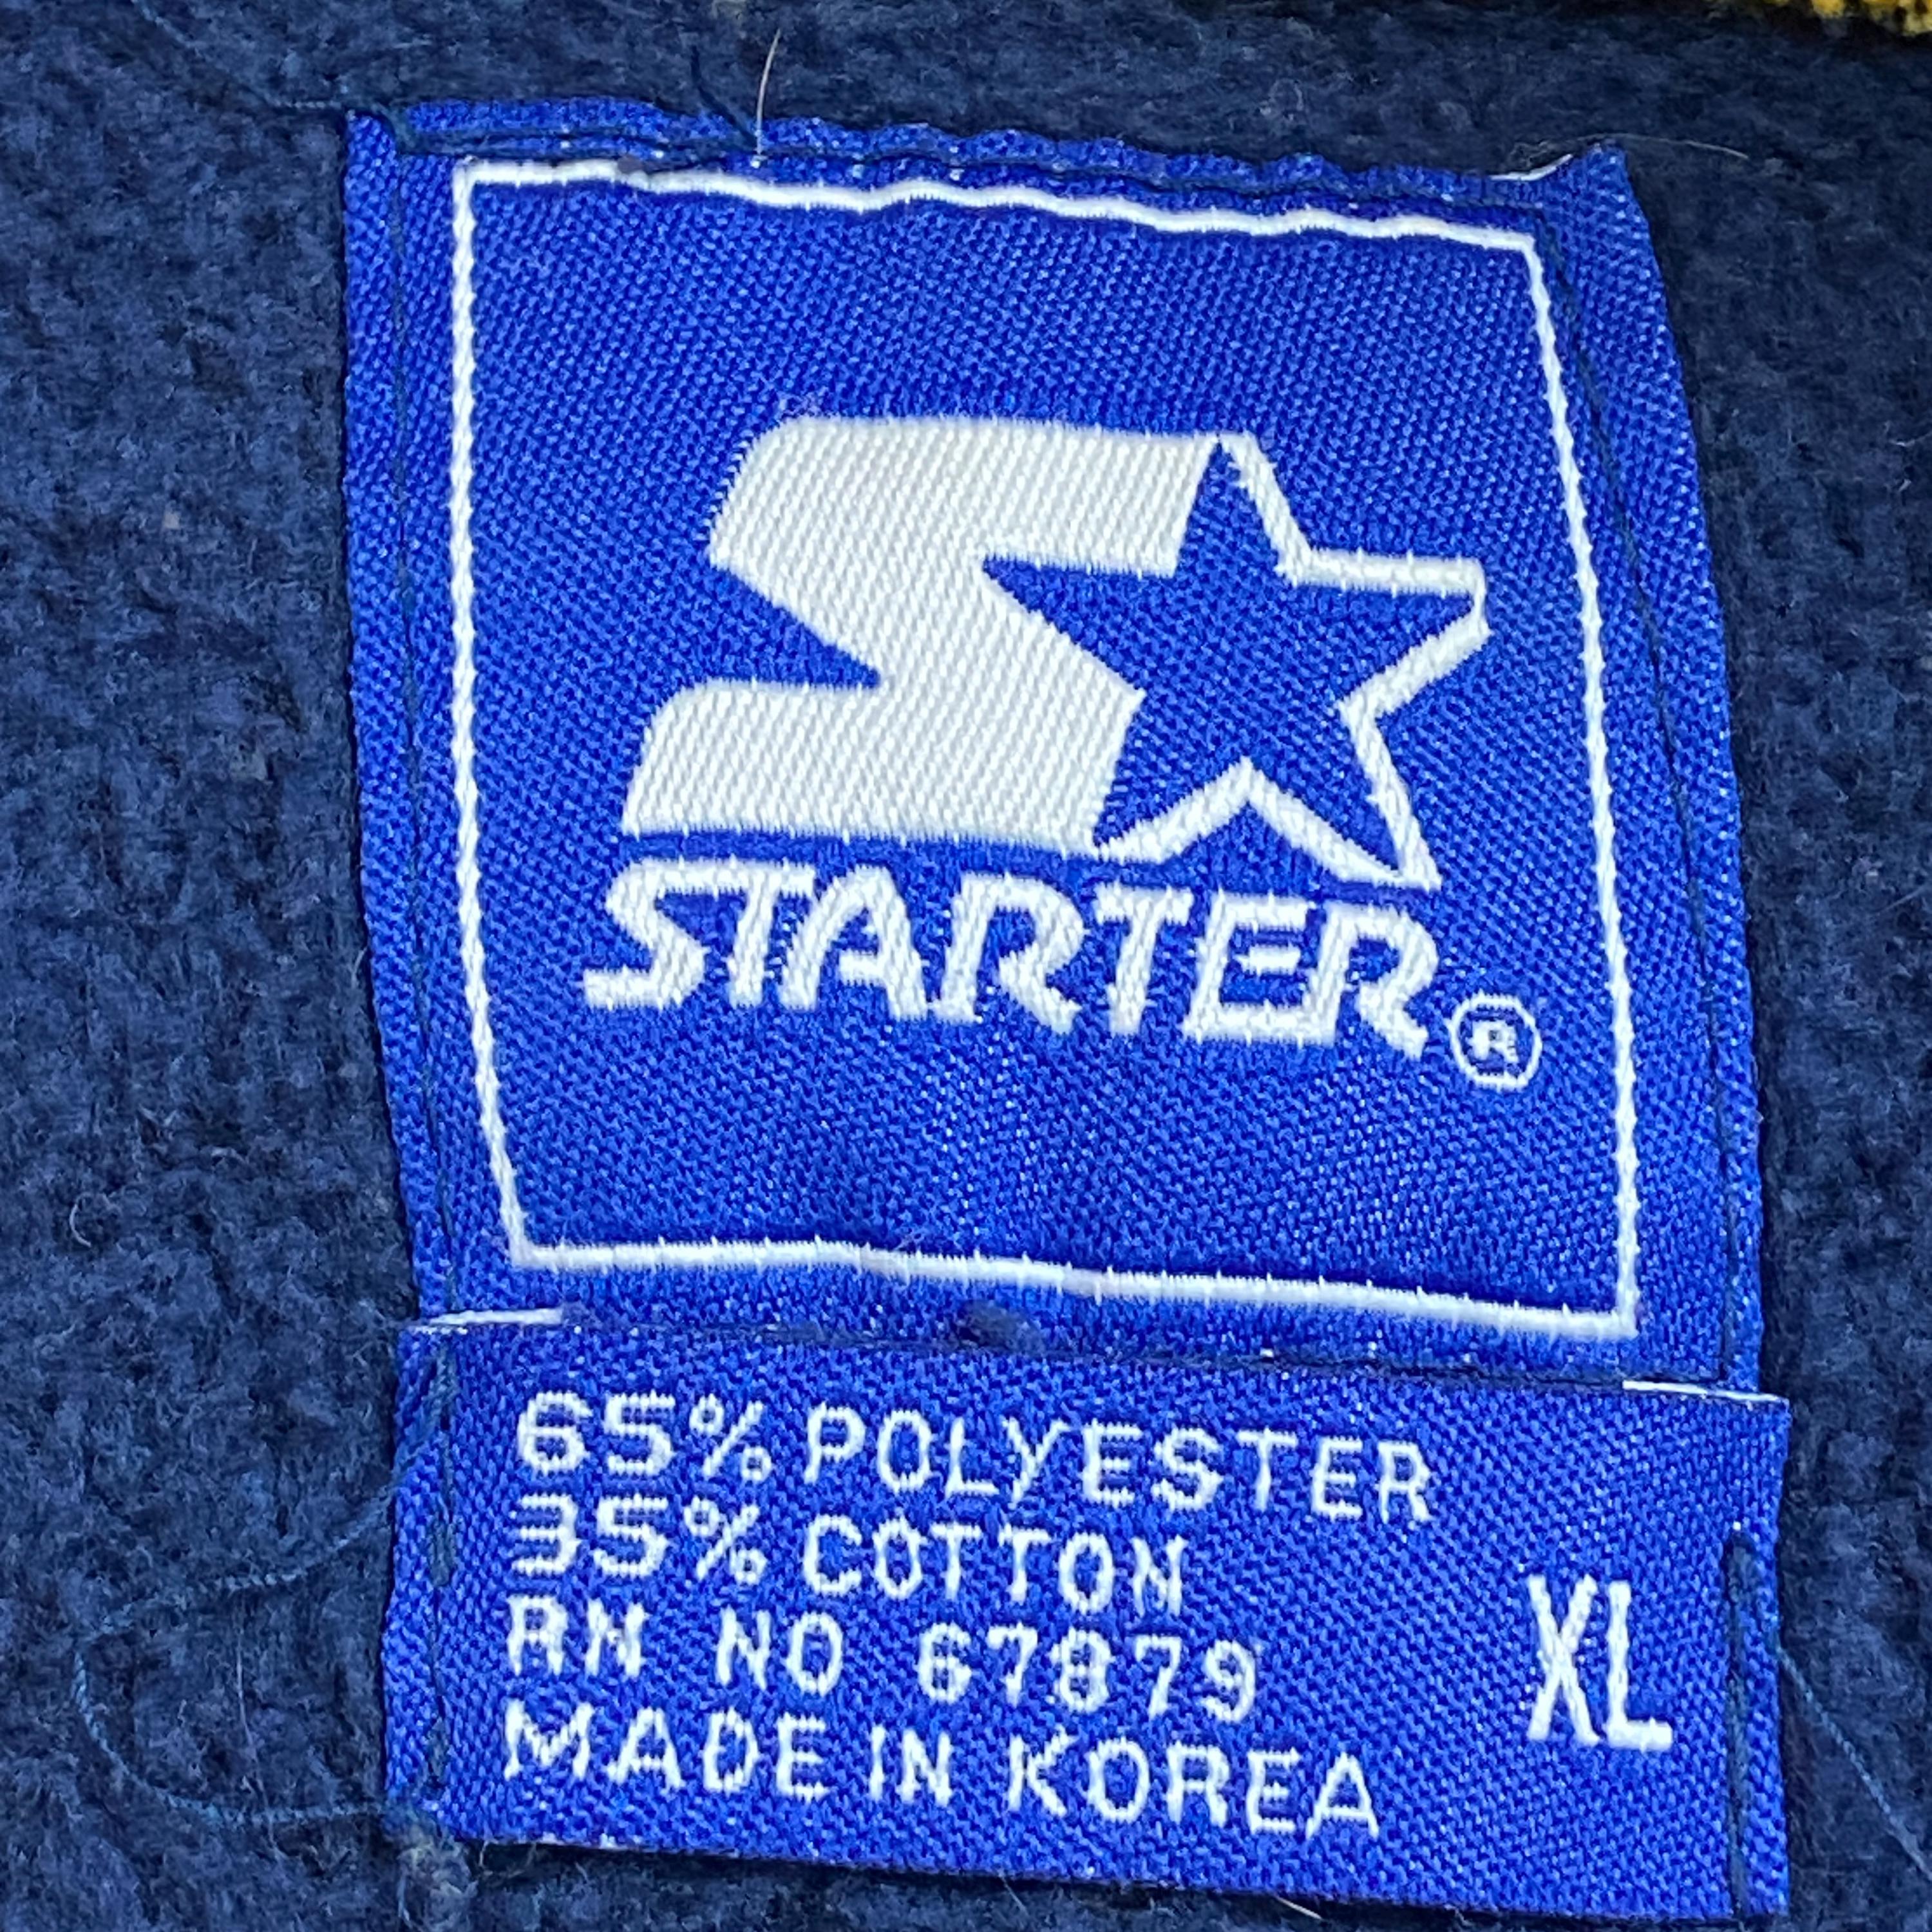 STARTER®
65% POLYESTER
35% COTTON
RN NO 67879
MADE IN KOREA
XL